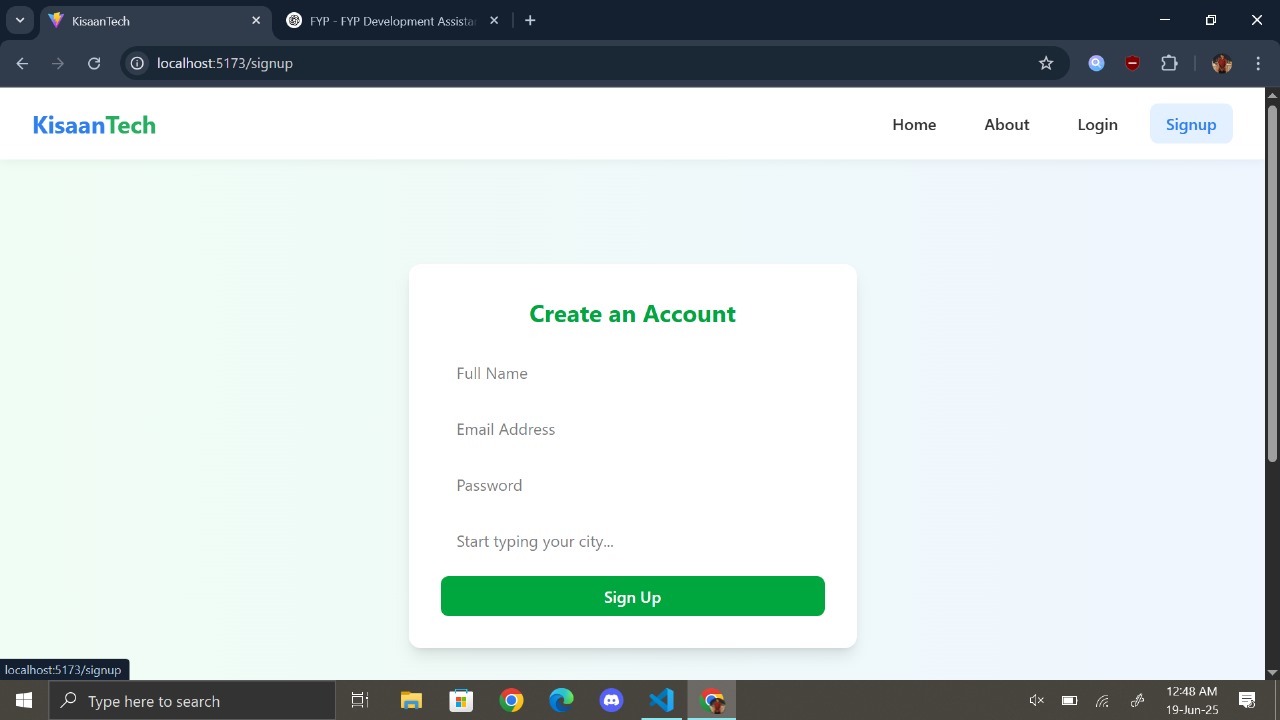 KisaanTech
FYP - FYP Development Assista
localhost:5173/signup
KisaanTech
Home
About
Login
Signup
Create an Account
Full Name
Email Address
Password
Start typing your city...
Sign Up
localhost:5173/signup
Type here to search
12:48 AM
19-Jun-25